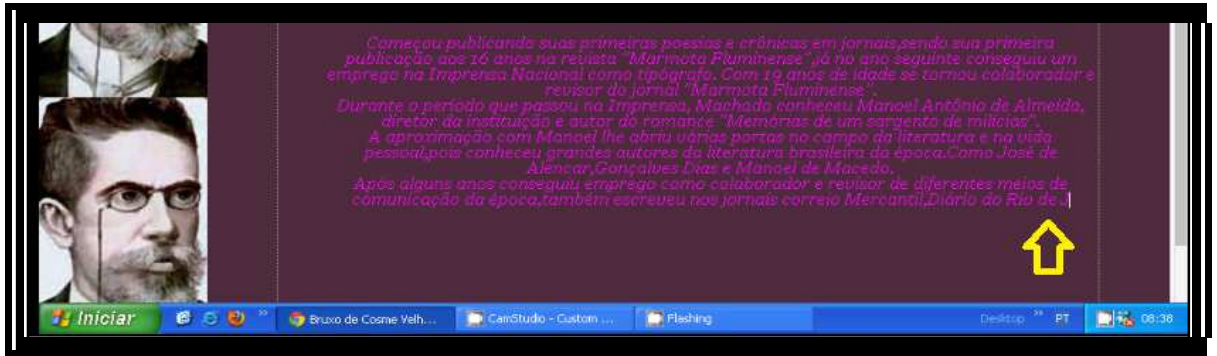 Começou publicando suas primeiras poesias e crônicas em jornais,sendo sua primeira
publicação aos 16 anos na revista "Marmota Fluminense",já no ano seguinte conseguiu um
emprego na Imprensa Nacional como tipógrafo. Com 19 anos de idade se tornou colaborador e
revisor do jornal "Marmota Fluminense".
Durante o período que passou na Imprensa, Machado conheceu Manoel Antônio de Almeida,
diretor da instituição e autor do romance "Memórias de um sargento de milícias".
A aproximação com Manoel lhe abriu várias portas no campo da literatura e na vida
pessoal,pois conheceu grandes autores da literatura brasileira da época.Como José de
Alencar,Gonçalves Dias e Manoel de Macedo.
Após alguns anos conseguiu emprego como colaborador e revisor de diferentes meios de
comunicação da época,também escreveu nos jornais correio Mercantil,Diário do Rio de J
Iniciar » Bruxo de Cosme Velh... CamStudio - Custom ... Flashing Desktop » PT 08:38